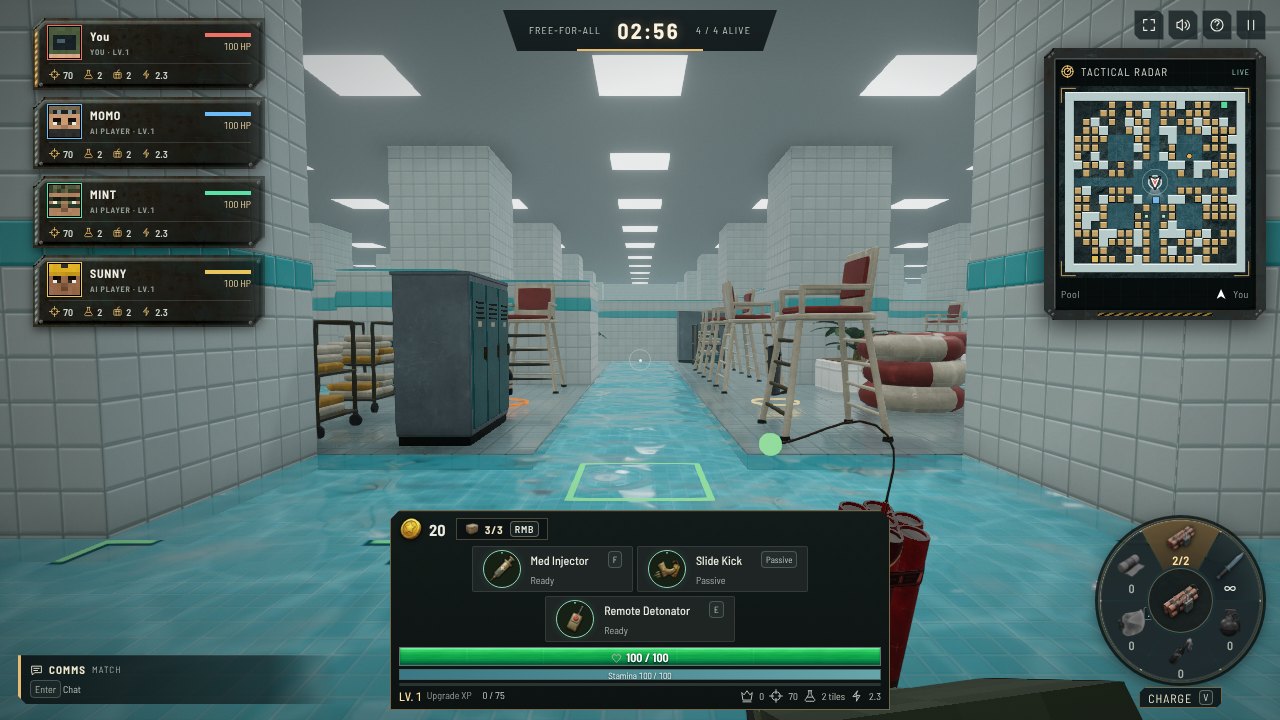 You
YOU · LV.1
100 HP
70 2 2 2.3
MOMO
AI PLAYER · LV.1
100 HP
70 2 2 2.3
MINT
AI PLAYER · LV.1
100 HP
70 2 2 2.3
SUNNY
AI PLAYER · LV.1
100 HP
70 2 2 2.3
FREE-FOR-ALL 02:56 4 / 4 ALIVE
TACTICAL RADAR LIVE
Pool You
20 3/3 RMB
Med Injector F
Ready
Slide Kick Passive
Passive
Remote Detonator E
Ready
100 / 100
Stamina 100 / 100
LV. 1 Upgrade XP 0 / 75 0 70 2 tiles 2.3
COMMS MATCH
Enter Chat
2/2
0 ∞
0 0
0
CHARGE V